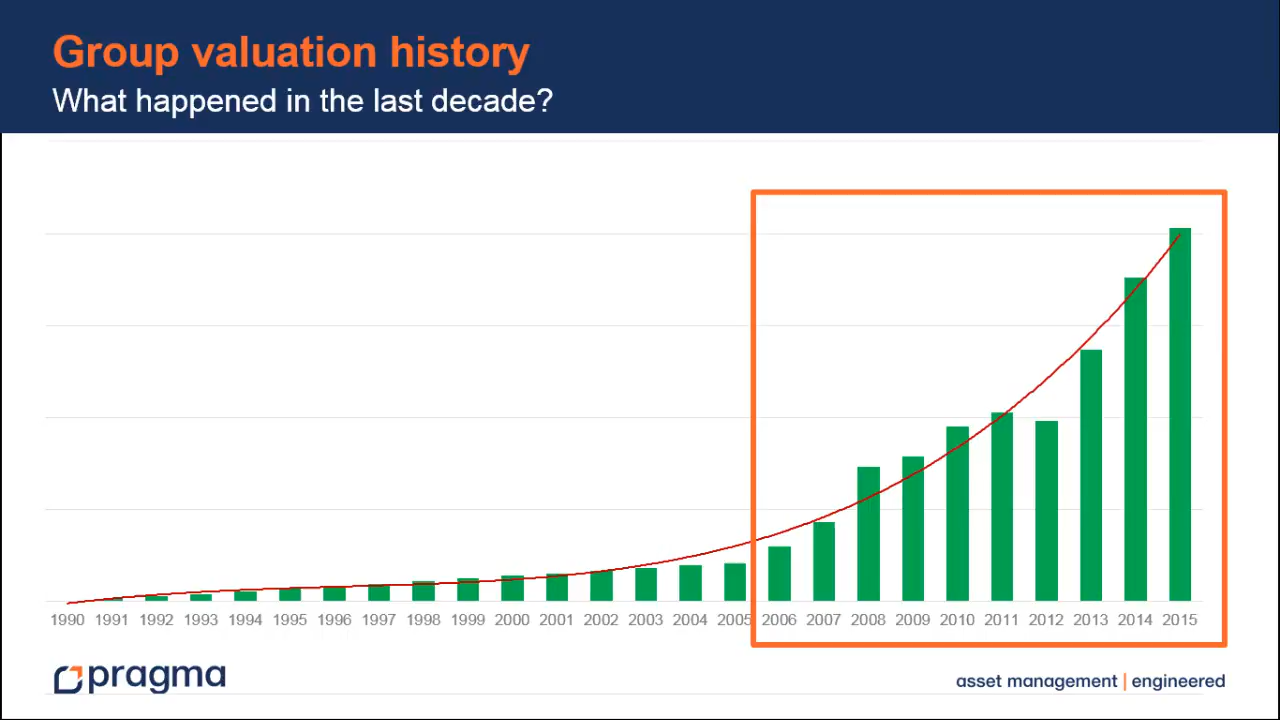 Group valuation history
What happened in the last decade?
1990 1991 1992 1993 1994 1995 1996 1997 1998 1999 2000 2001 2002 2003 2004 2005 2006 2007 2008 2009 2010 2011 2012 2013 2014 2015
pragma
asset management | engineered